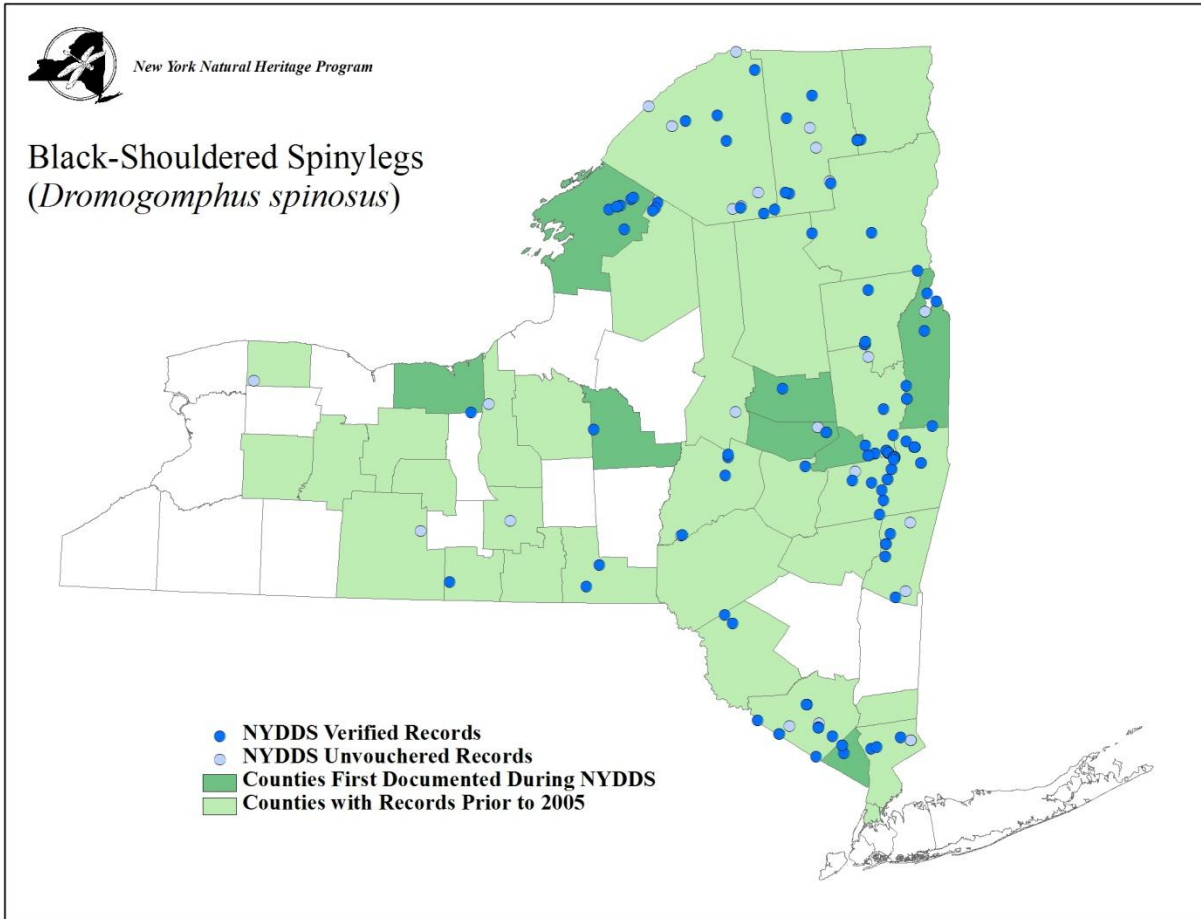 New York Natural Heritage Program
Black-Shouldered Spinylegs
(Dromogomphus spinosus)
NYDDS Verified Records
NYDDS Unvouchered Records
Counties First Documented During NYDDS
Counties with Records Prior to 2005